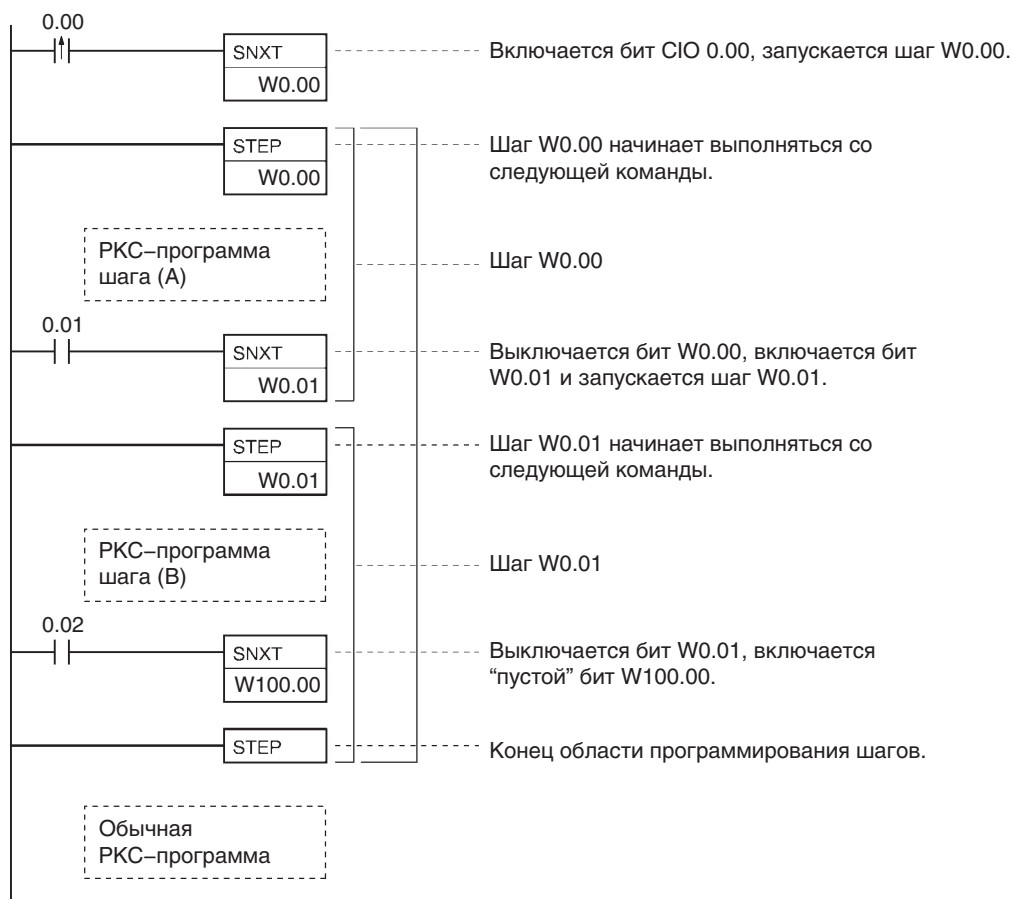 0.00
SNXT
W0.00
Включается бит CIO 0.00, запускается шаг W0.00.
STEP
W0.00
Шаг W0.00 начинает выполняться со
следующей команды.
РКС–программа
шага (A)
Шаг W0.00
0.01
SNXT
W0.01
Выключается бит W0.00, включается бит
W0.01 и запускается шаг W0.01.
STEP
W0.01
Шаг W0.01 начинает выполняться со
следующей команды.
РКС–программа
шага (B)
Шаг W0.01
0.02
SNXT
W100.00
Выключается бит W0.01, включается
“пустой” бит W100.00.
STEP
Конец области программирования шагов.
Обычная
РКС–программа